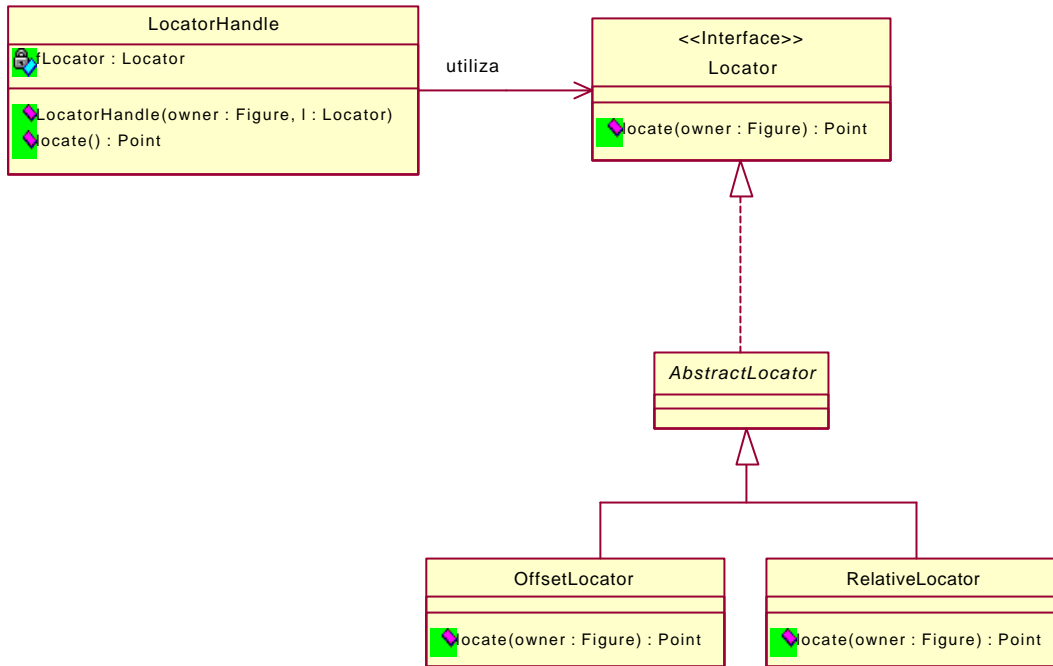 LocatorHandle
fLocator : Locator
LocatorHandle(owner : Figure, l : Locator)
locate() : Point
utiliza
<<Interface>>
Locator
locate(owner : Figure) : Point
AbstractLocator
OffsetLocator
locate(owner : Figure) : Point
RelativeLocator
locate(owner : Figure) : Point